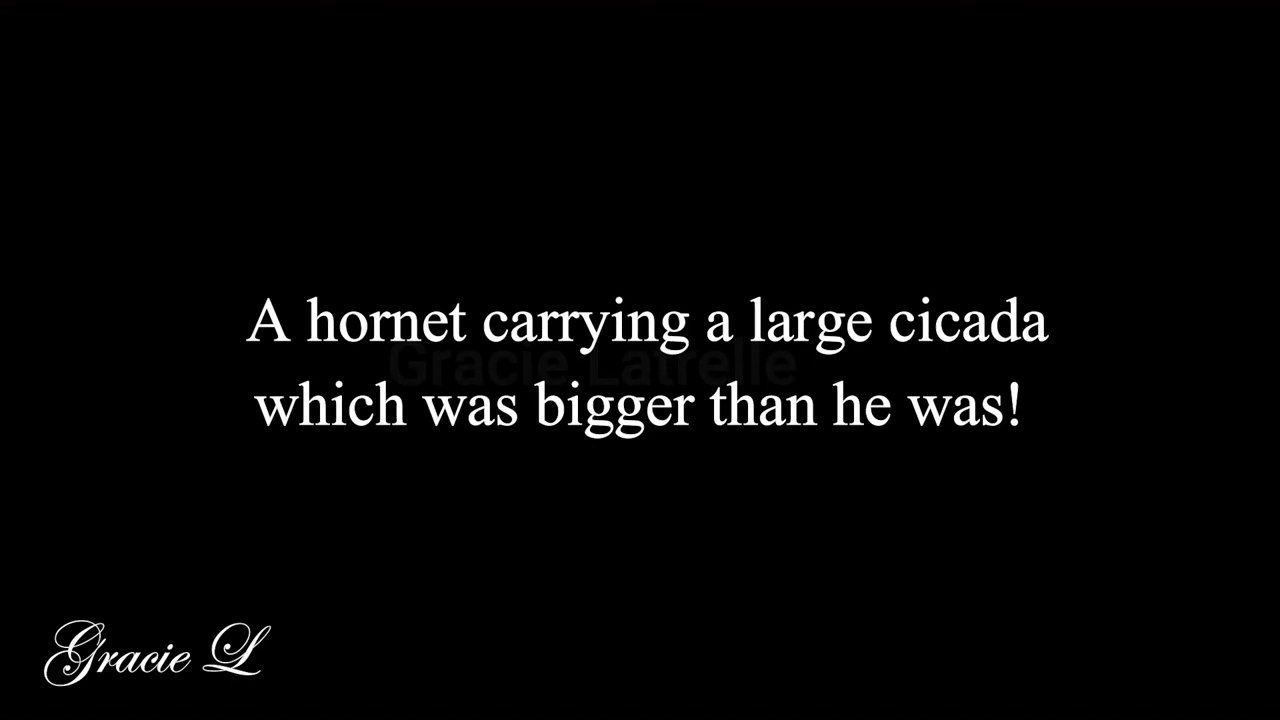 A hornet carrying a large cicada
Gracie Latrelle
which was bigger than he was!
Gracie L